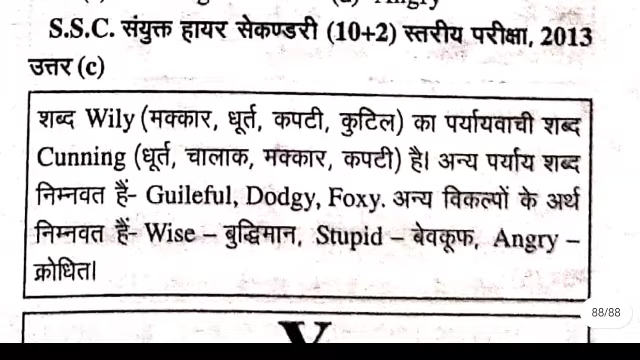 S.S.C. संयुक्त हायर सेकण्डरी (10+2) स्तरीय परीक्षा, 2013
उत्तर (c)
शब्द Wily (मक्कार, धूर्त, कपटी, कुटिल) का पर्यायवाची शब्द
Cunning (धूर्त, चालाक, मक्कार, कपटी) है। अन्य पर्याय शब्द
निम्नवत हैं- Guileful, Dodgy, Foxy. अन्य विकल्पों के अर्थ
निम्नवत हैं- Wise – बुद्धिमान, Stupid – बेवकूफ, Angry –
क्रोधित।
88/88